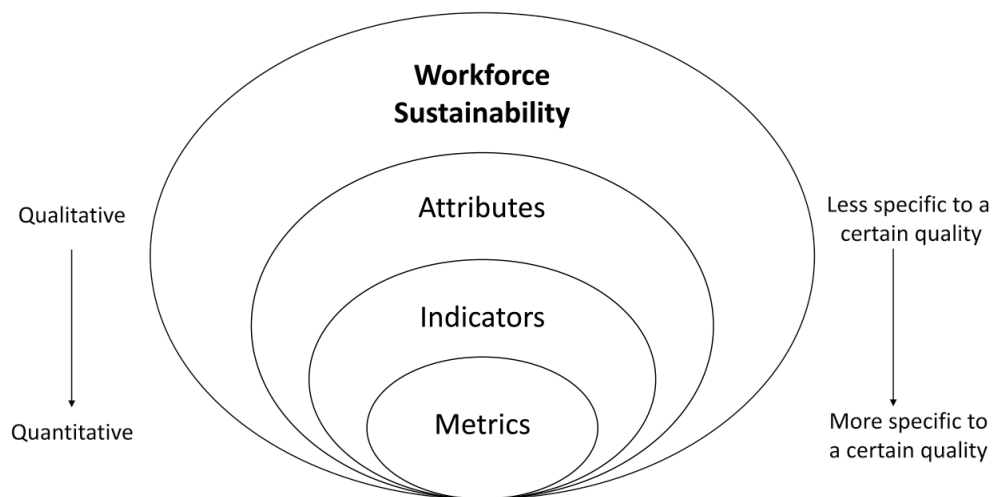 Workforce
Sustainability
Attributes
Qualitative
Less specific to a
certain quality
Indicators
Metrics
Quantitative
More specific to
a certain quality